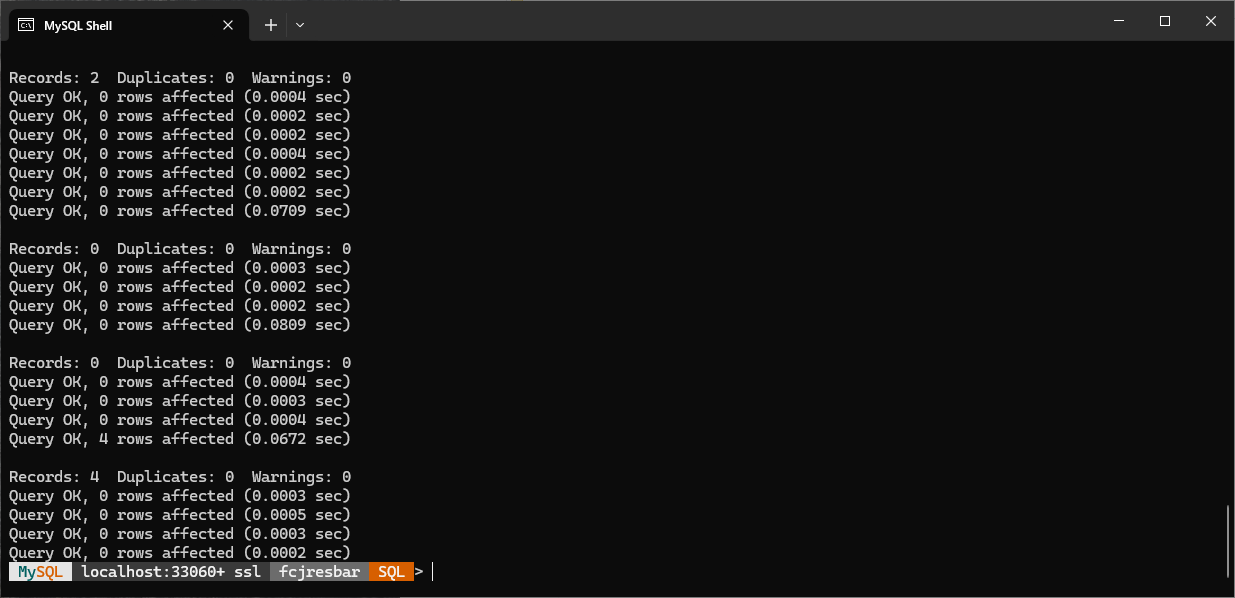 MySQL Shell
Records: 2  Duplicates: 0  Warnings: 0
Query OK, 0 rows affected (0.0004 sec)
Query OK, 0 rows affected (0.0002 sec)
Query OK, 0 rows affected (0.0002 sec)
Query OK, 0 rows affected (0.0004 sec)
Query OK, 0 rows affected (0.0002 sec)
Query OK, 0 rows affected (0.0002 sec)
Query OK, 0 rows affected (0.0709 sec)
Records: 0  Duplicates: 0  Warnings: 0
Query OK, 0 rows affected (0.0003 sec)
Query OK, 0 rows affected (0.0002 sec)
Query OK, 0 rows affected (0.0002 sec)
Query OK, 0 rows affected (0.0809 sec)
Records: 0  Duplicates: 0  Warnings: 0
Query OK, 0 rows affected (0.0004 sec)
Query OK, 0 rows affected (0.0003 sec)
Query OK, 0 rows affected (0.0004 sec)
Query OK, 4 rows affected (0.0672 sec)
Records: 4  Duplicates: 0  Warnings: 0
Query OK, 0 rows affected (0.0003 sec)
Query OK, 0 rows affected (0.0005 sec)
Query OK, 0 rows affected (0.0003 sec)
Query OK, 0 rows affected (0.0002 sec)
MySQL localhost:33060+ ssl fcjresbar SQL >